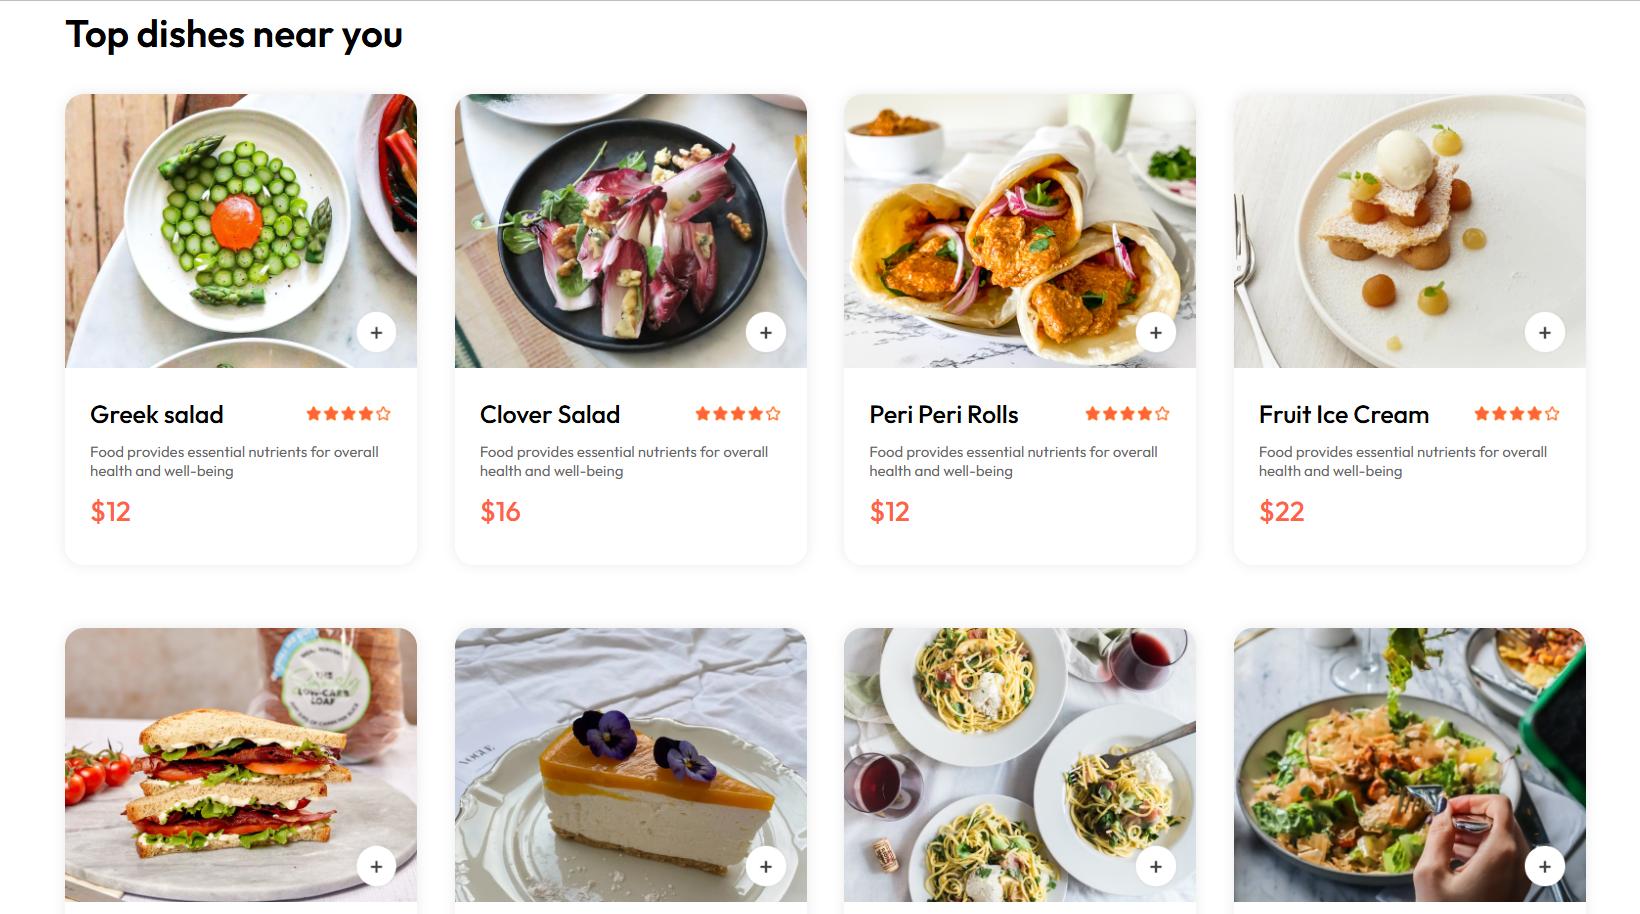 Top dishes near you
Greek salad
Food provides essential nutrients for overall
health and well-being
$12
Clover Salad
Food provides essential nutrients for overall
health and well-being
$16
Peri Peri Rolls
Food provides essential nutrients for overall
health and well-being
$12
Fruit Ice Cream
Food provides essential nutrients for overall
health and well-being
$22
THE
LOW-CARB
LOAF
VOGUE